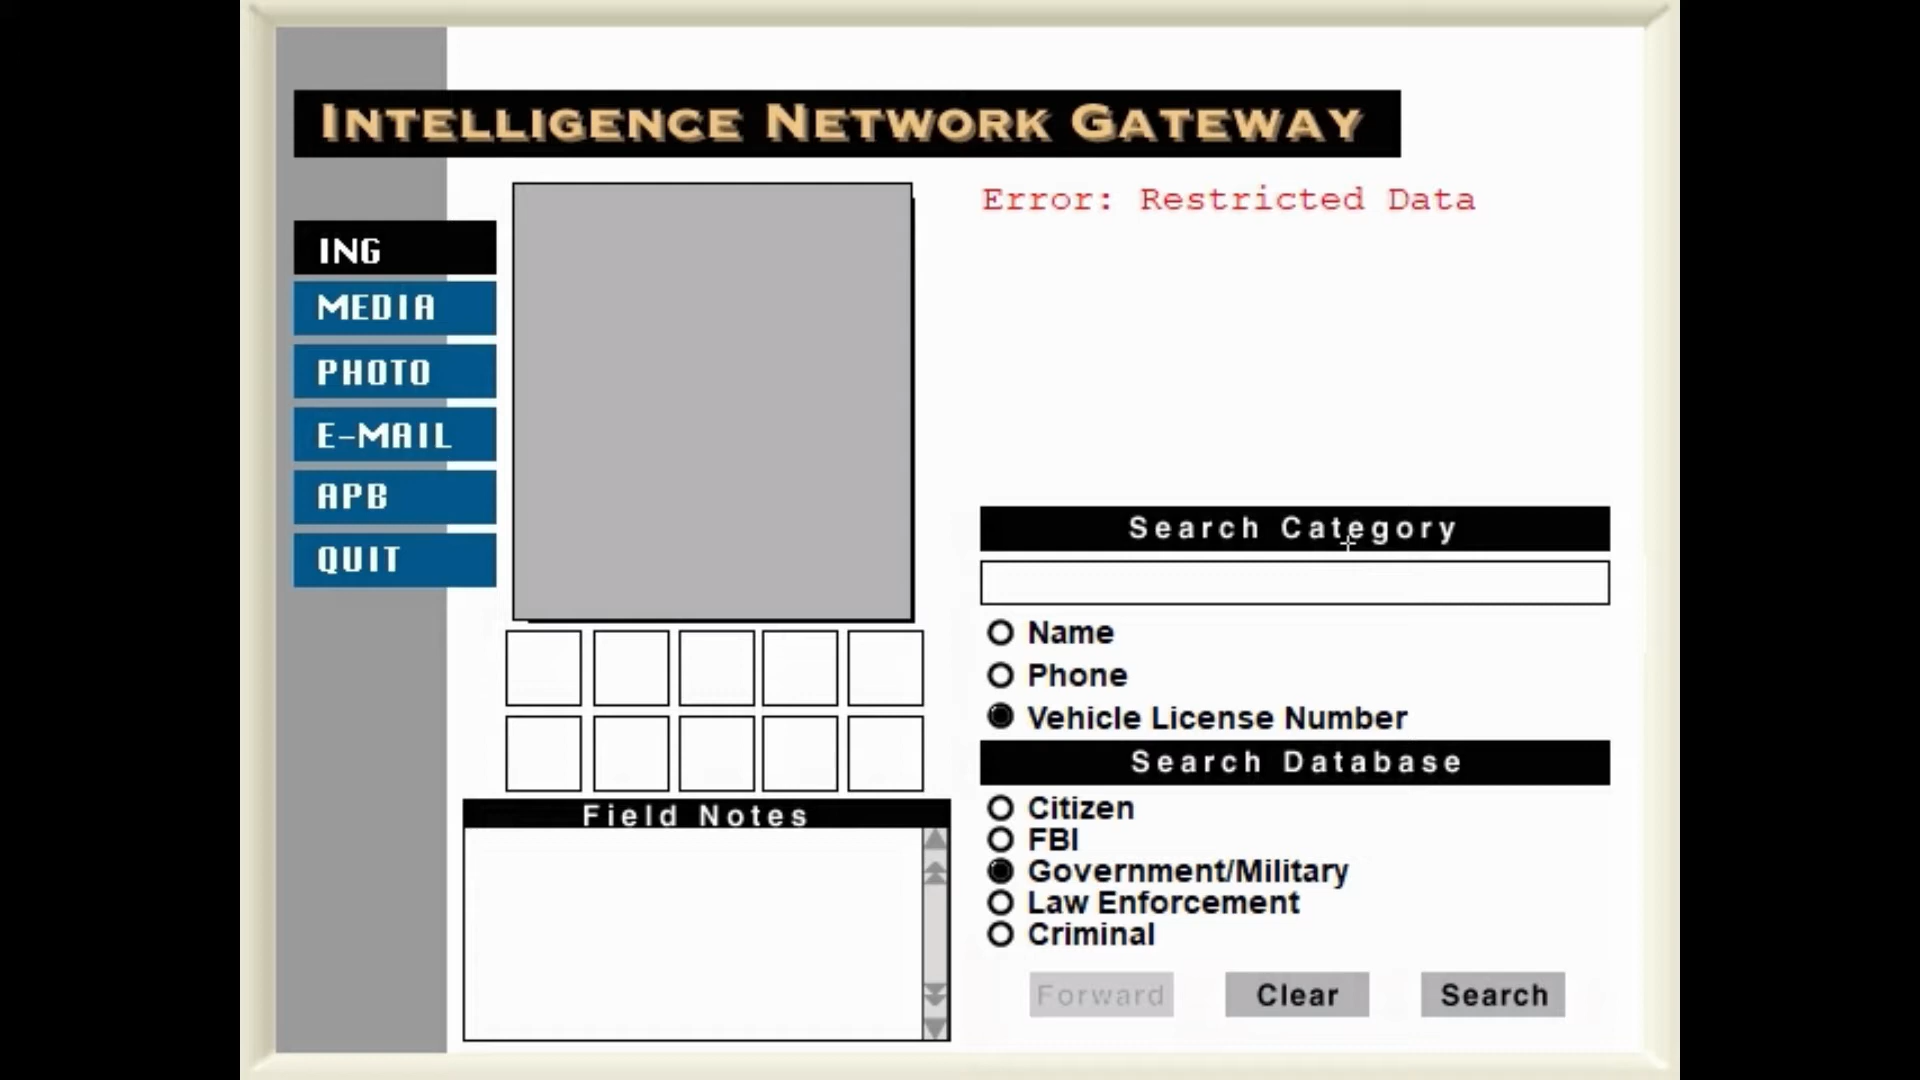 INTELLIGENCE NETWORK GATEWAY
Error: Restricted Data
ING
MEDIA
PHOTO
E-MAIL
APB
QUIT
Search Category
Name
Phone
Vehicle License Number
Search Database
Citizen
FBI
Government/Military
Law Enforcement
Criminal
Field Notes
Forward
Clear
Search